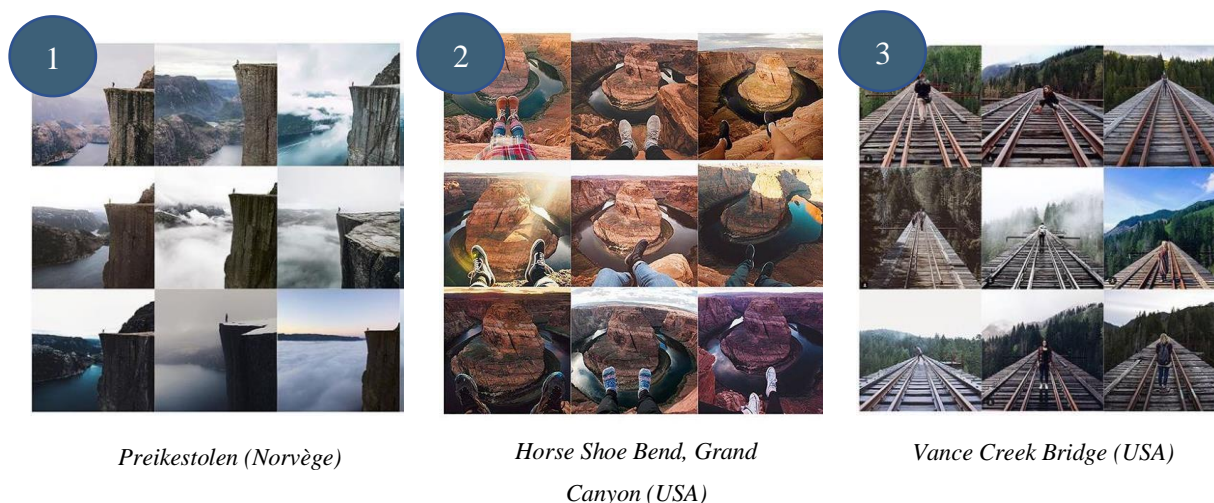 1
2
3
Preikestolen (Norvège)
Horse Shoe Bend, Grand
Canyon (USA)
Vance Creek Bridge (USA)